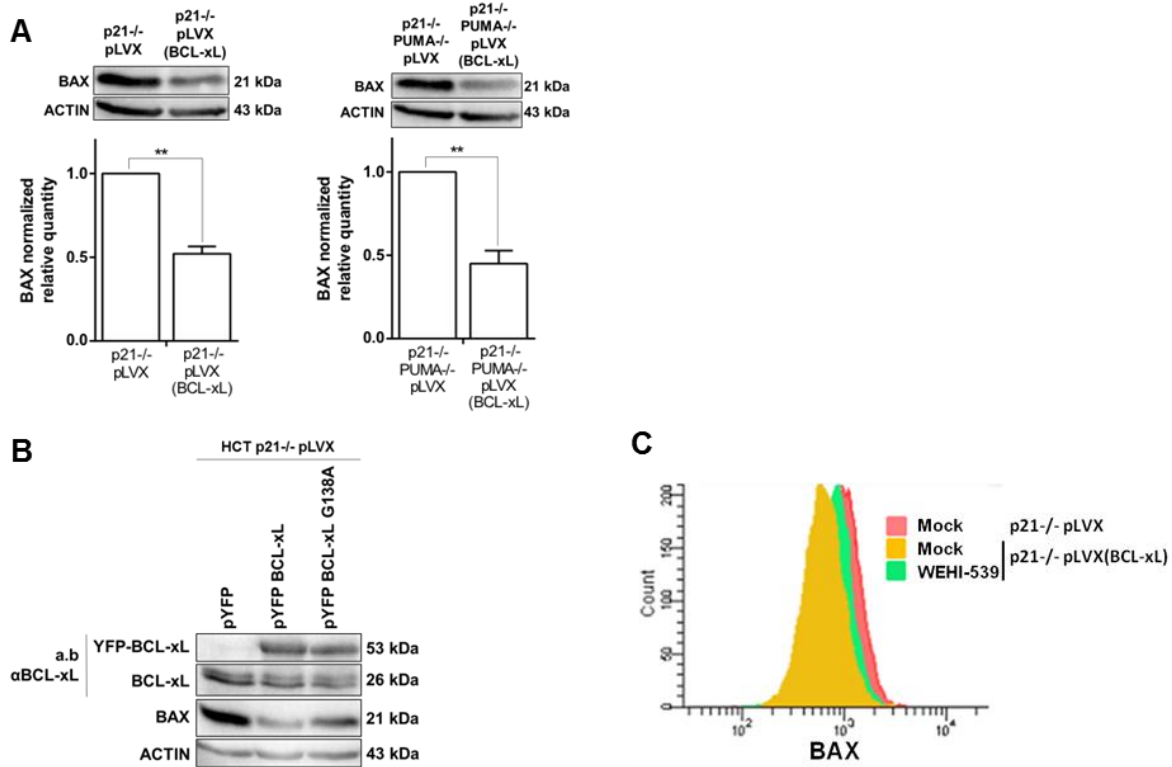 A
p21-/-
pLVX
p21-/-
pLVX
(BCL-xL)
BAX
21 kDa
ACTIN
43 kDa
**
BAX normalized
relative quantity
1.0
0.5
0.0
p21-/-
pLVX
p21-/-
pLVX
(BCL-xL)
p21-/-
PUMA-/-
pLVX
p21-/-
PUMA-/-
pLVX
(BCL-xL)
BAX
21 kDa
ACTIN
43 kDa
**
BAX normalized
relative quantity
1.0
0.5
0.0
p21-/-
PUMA-/-
pLVX
p21-/-
PUMA-/-
pLVX
(BCL-xL)
B
HCT p21-/- pLVX
pYFP
pYFP BCL-xL
pYFP BCL-xL G138A
a.b
αBCL-xL
YFP-BCL-xL
53 kDa
BCL-xL
26 kDa
BAX
21 kDa
ACTIN
43 kDa
C
Count
200
150
100
50
0
10²
10³
10⁴
BAX
Mock p21-/- pLVX
Mock
WEHI-539
p21-/- pLVX(BCL-xL)